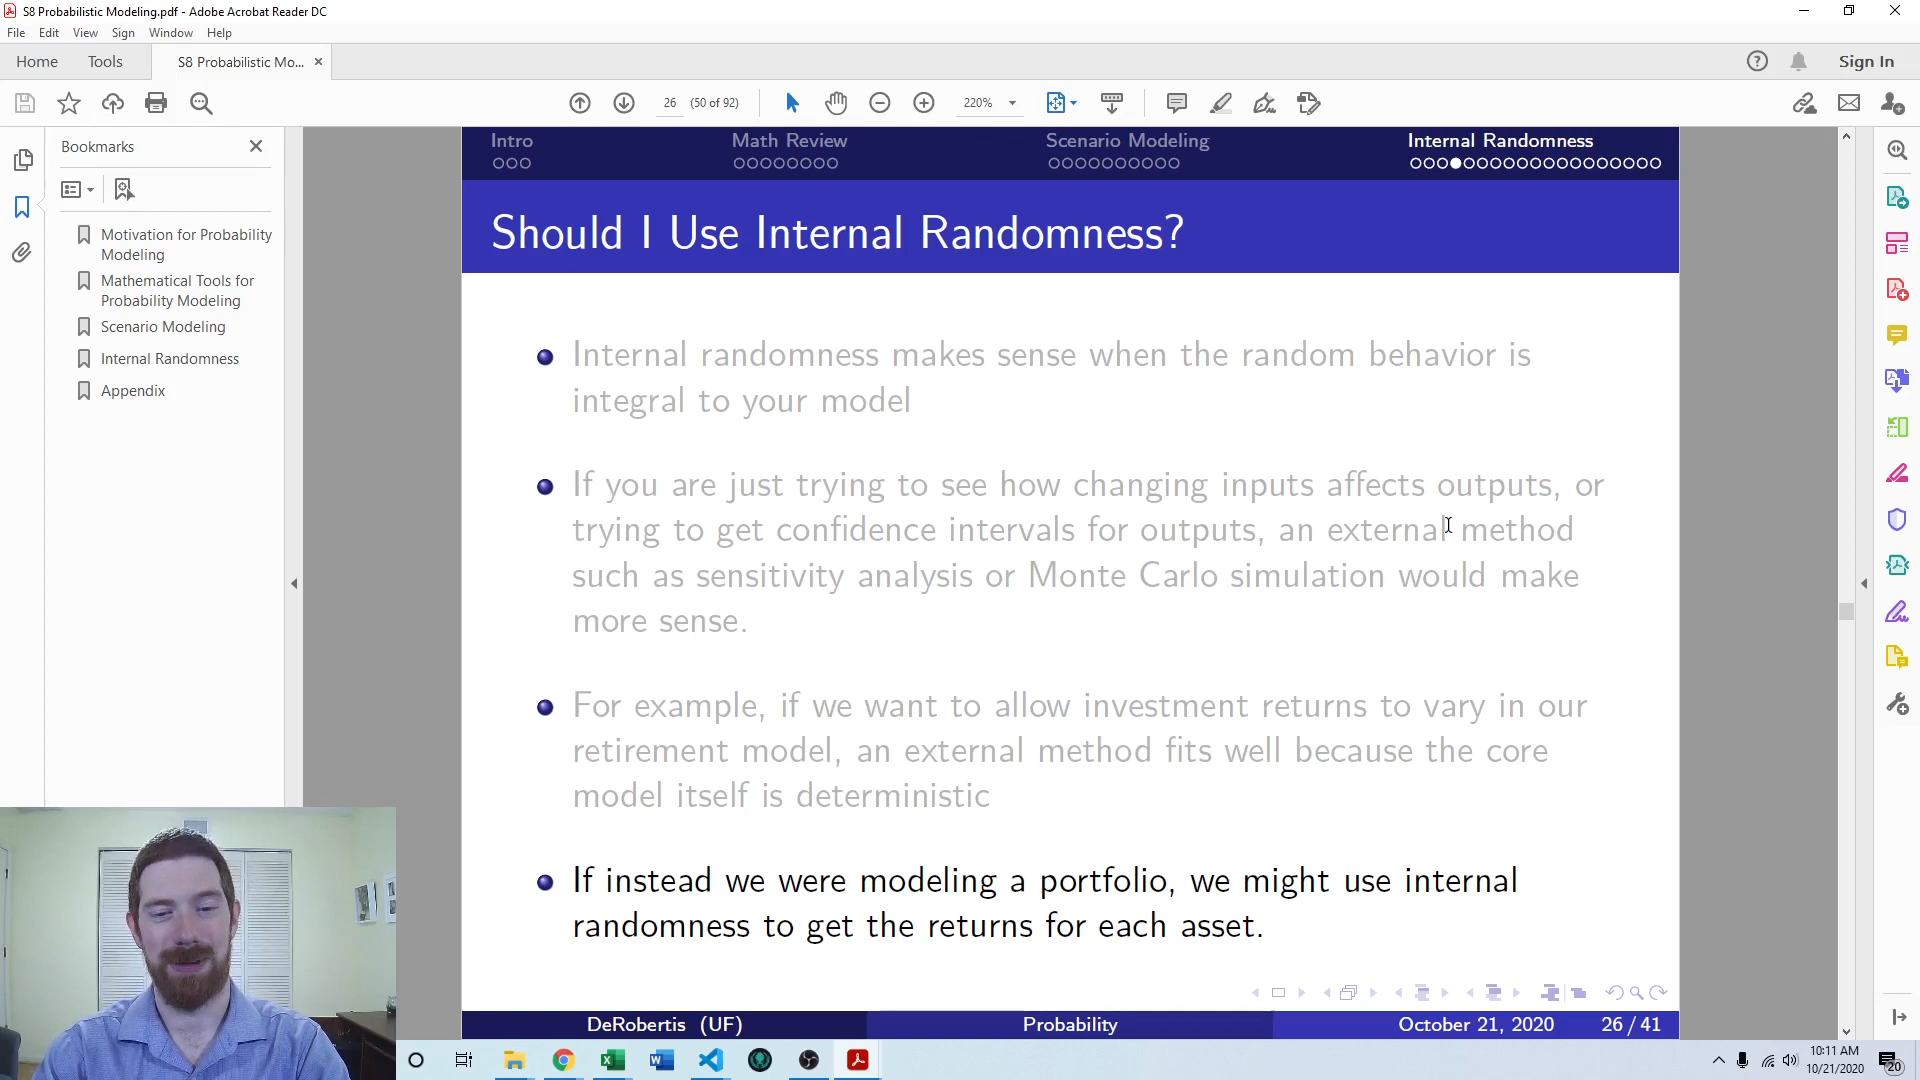 S8 Probabilistic Modeling.pdf - Adobe Acrobat Reader DC
File Edit View Sign Window Help
Home Tools S8 Probabilistic Mo... Sign In
26 (50 of 92) 220%
Bookmarks
Motivation for Probability
Modeling
Mathematical Tools for
Probability Modeling
Scenario Modeling
Internal Randomness
Appendix
Intro Math Review Scenario Modeling Internal Randomness
Should I Use Internal Randomness?
Internal randomness makes sense when the random behavior is
integral to your model
If you are just trying to see how changing inputs affects outputs, or
trying to get confidence intervals for outputs, an external method
such as sensitivity analysis or Monte Carlo simulation would make
more sense.
For example, if we want to allow investment returns to vary in our
retirement model, an external method fits well because the core
model itself is deterministic
If instead we were modeling a portfolio, we might use internal
randomness to get the returns for each asset.
DeRobertis (UF) Probability October 21, 2020 26 / 41
10:11 AM
10/21/2020
20